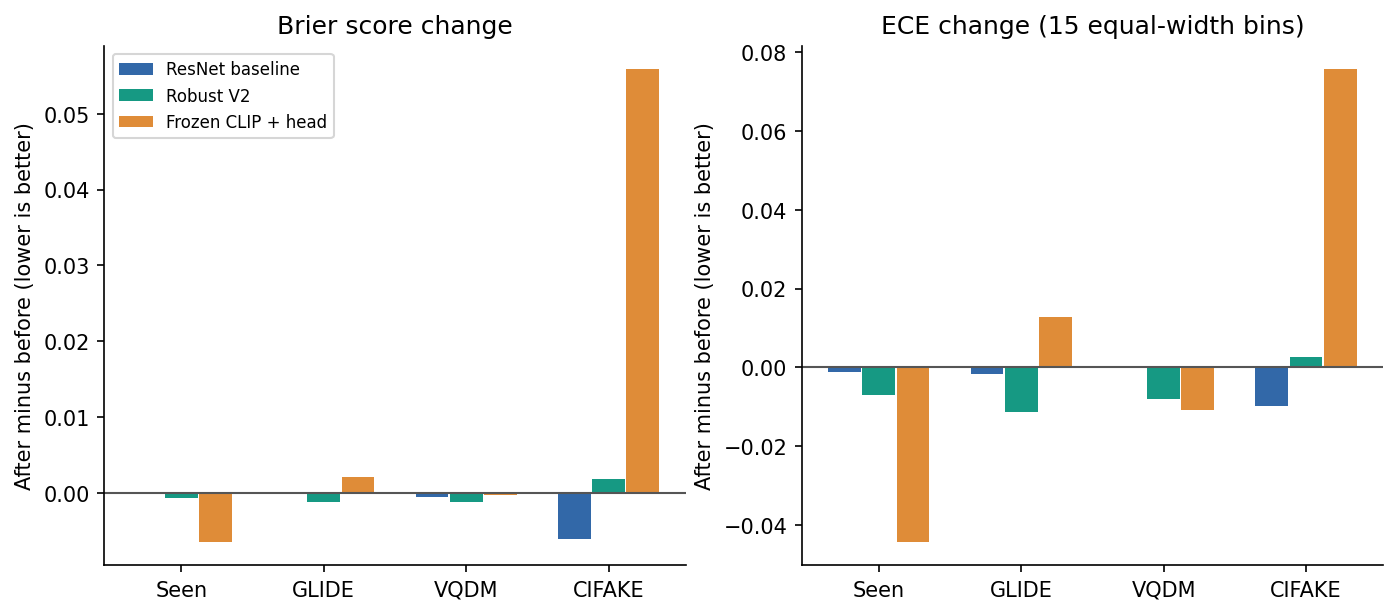 Brier score change
After minus before (lower is better)
0.05
0.04
0.03
0.02
0.01
0.00
ResNet baseline
Robust V2
Frozen CLIP + head
Seen
GLIDE
VQDM
CIFAKE
ECE change (15 equal-width bins)
After minus before (lower is better)
0.08
0.06
0.04
0.02
0.00
−0.02
−0.04
Seen
GLIDE
VQDM
CIFAKE